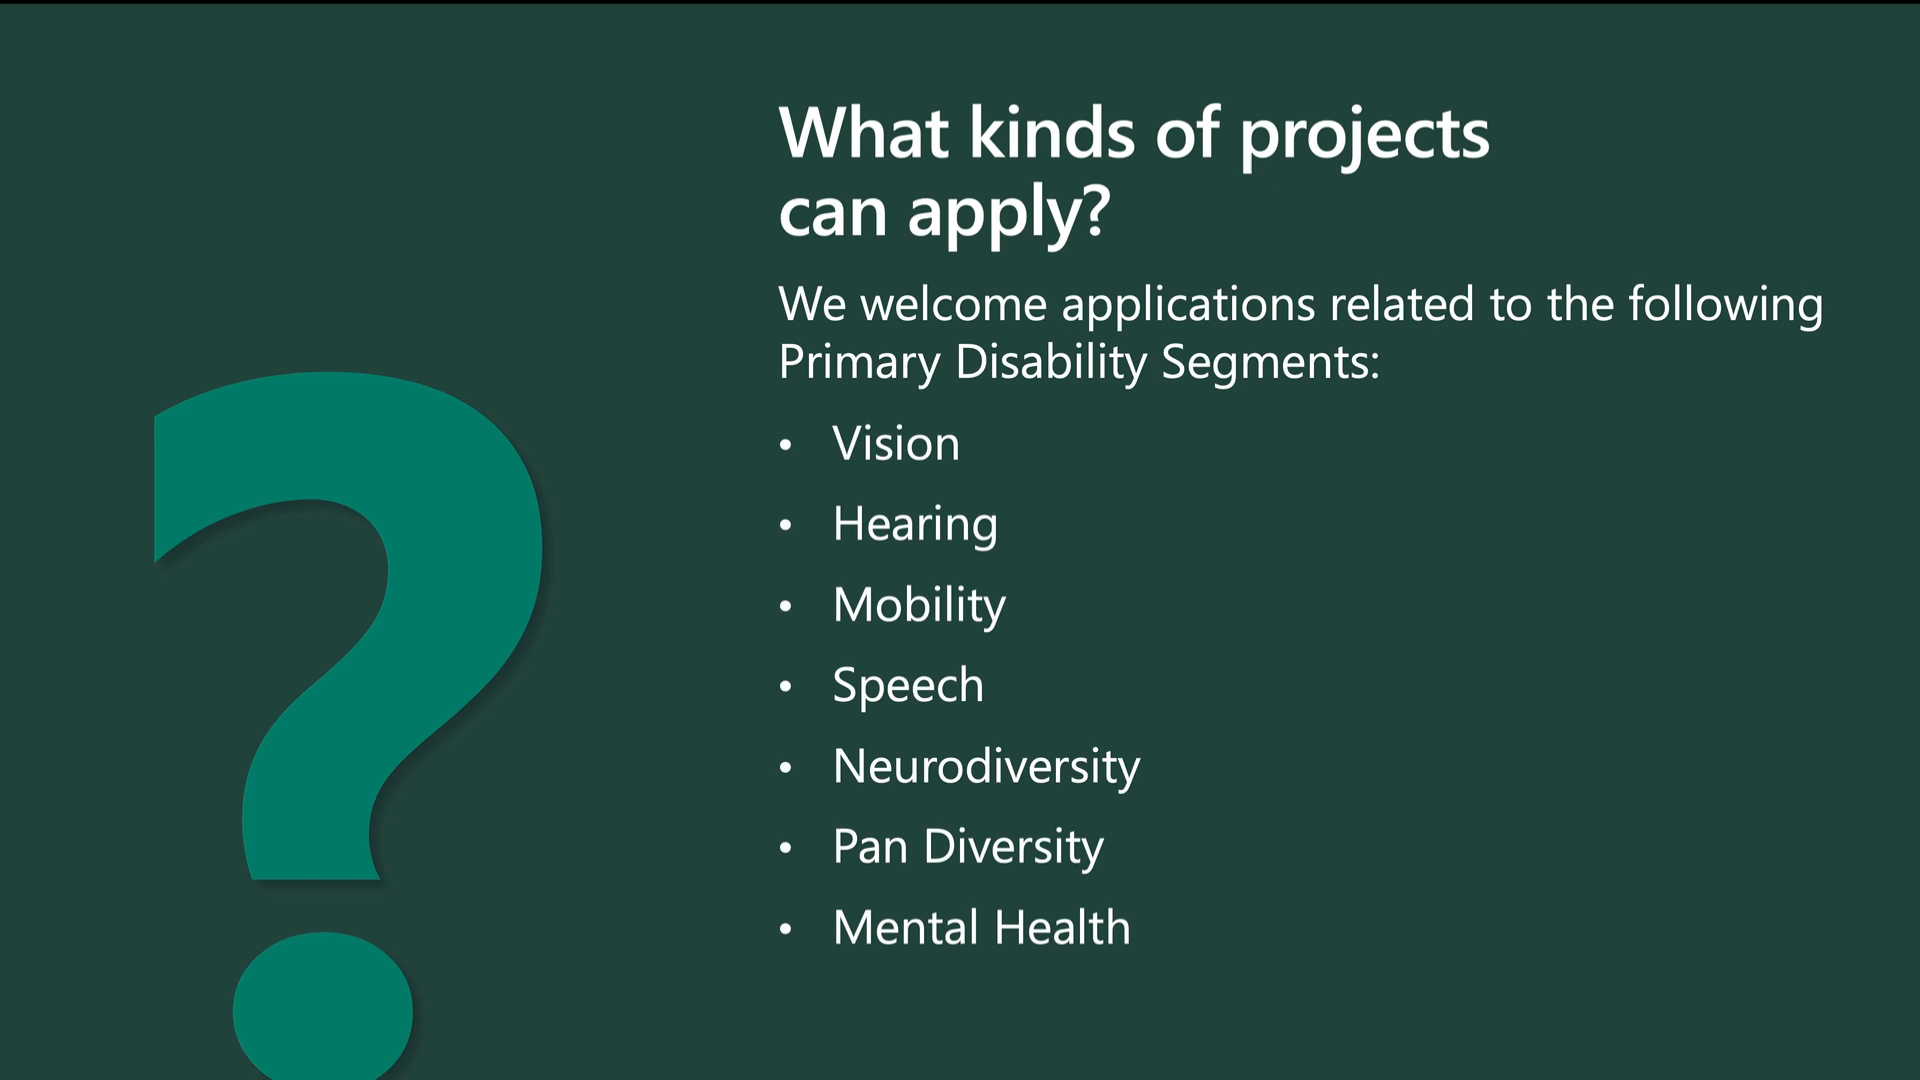 What kinds of projects
can apply?
We welcome applications related to the following
Primary Disability Segments:
• Vision
• Hearing
• Mobility
• Speech
• Neurodiversity
• Pan Diversity
• Mental Health
?